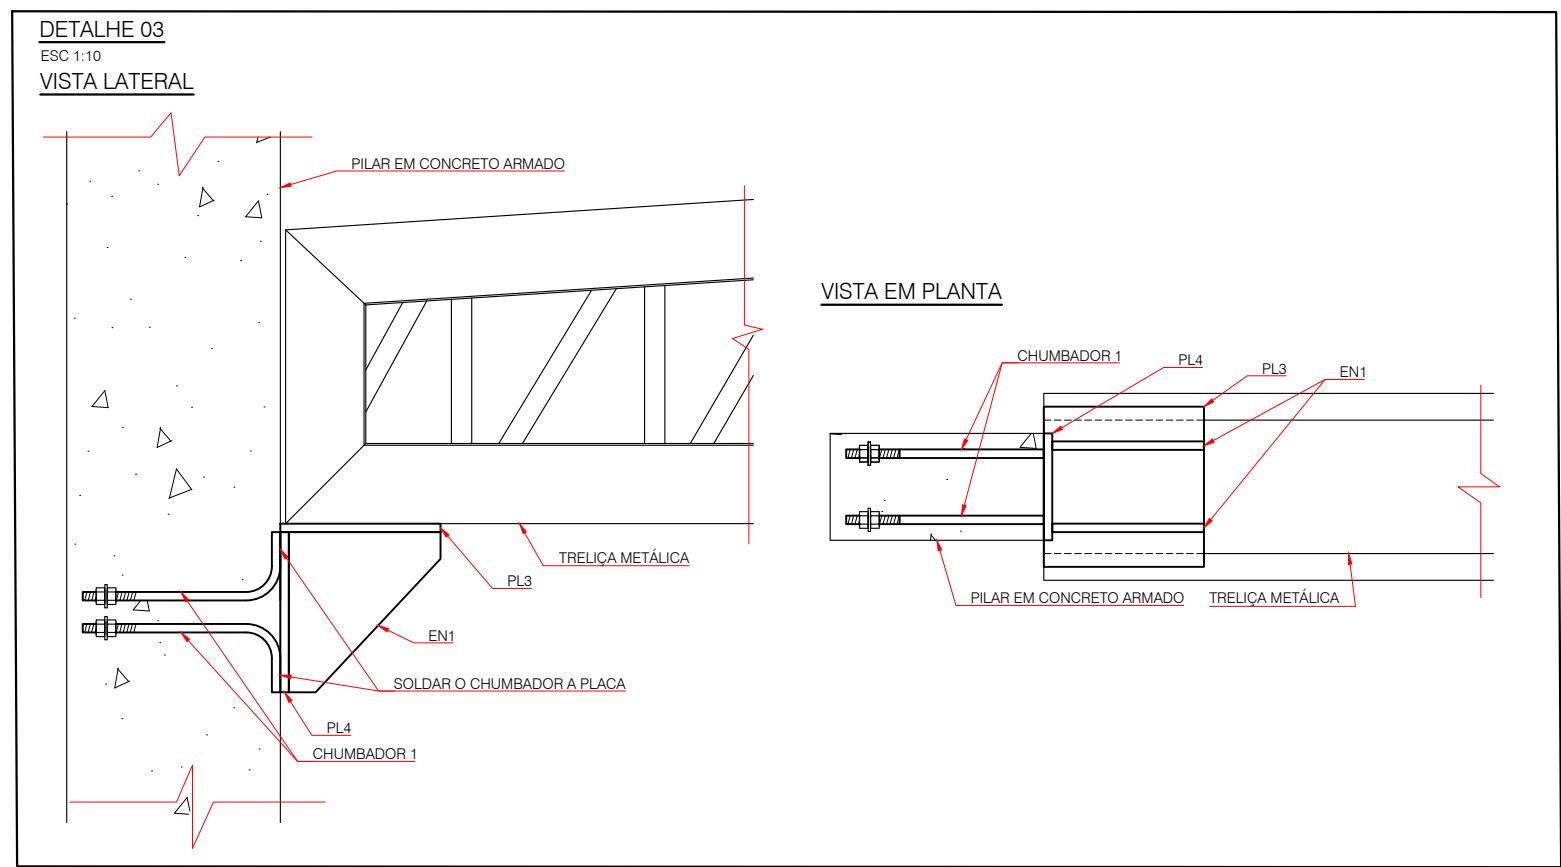 DETALHE 03
ESC 1:10
VISTA LATERAL
PILAR EM CONCRETO ARMADO
TRELIÇA METÁLICA
PL3
EN1
SOLDAR O CHUMBADOR A PLACA
PL4
CHUMBADOR 1
VISTA EM PLANTA
CHUMBADOR 1
PL4
PL3
EN1
PILAR EM CONCRETO ARMADO
TRELIÇA METÁLICA